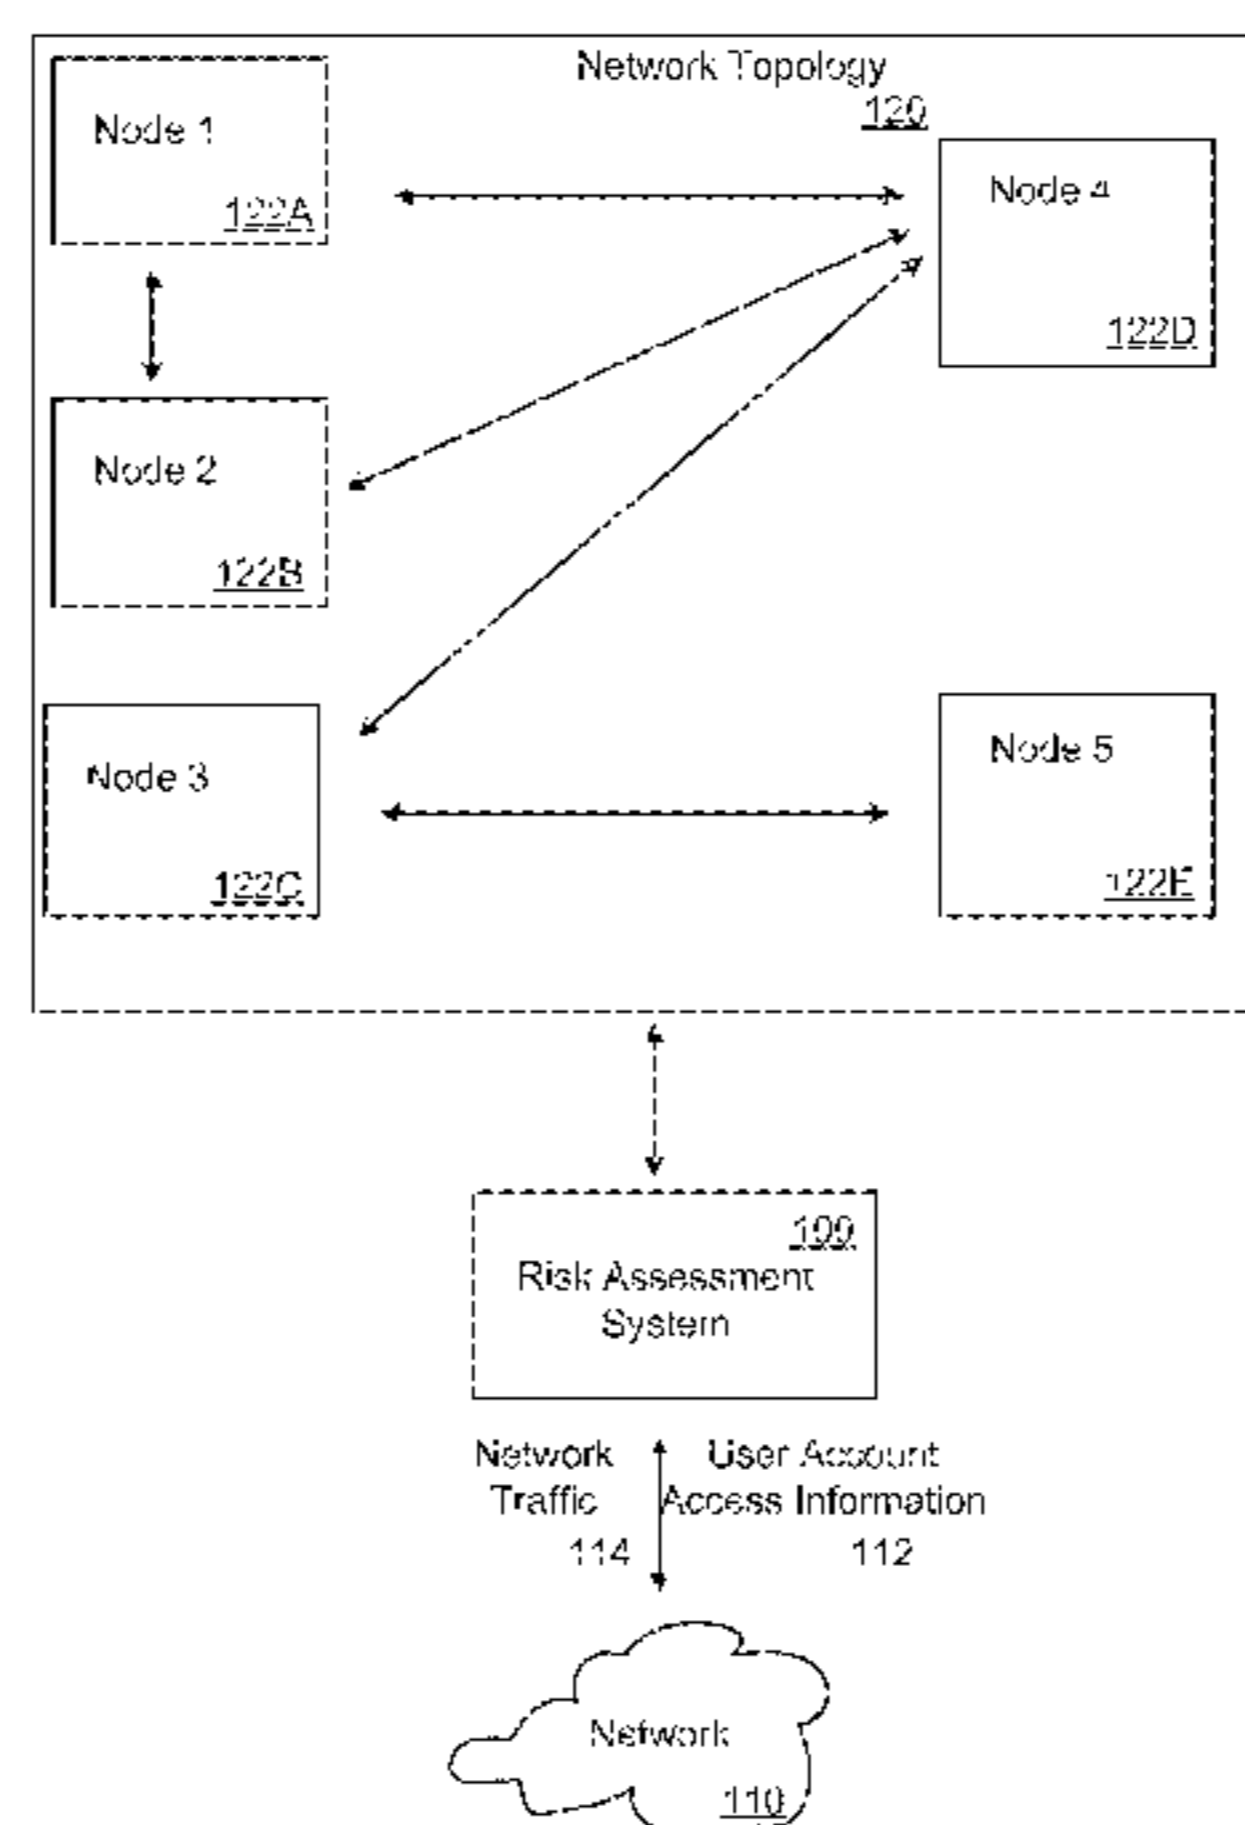 Network Topology
120
Node 1
122A
Node 4
122D
Node 2
122B
Node 3
122C
Node 5
122E
100
Risk Assessment
System
Network
Traffic
114
User Account
Access Information
112
Network
110